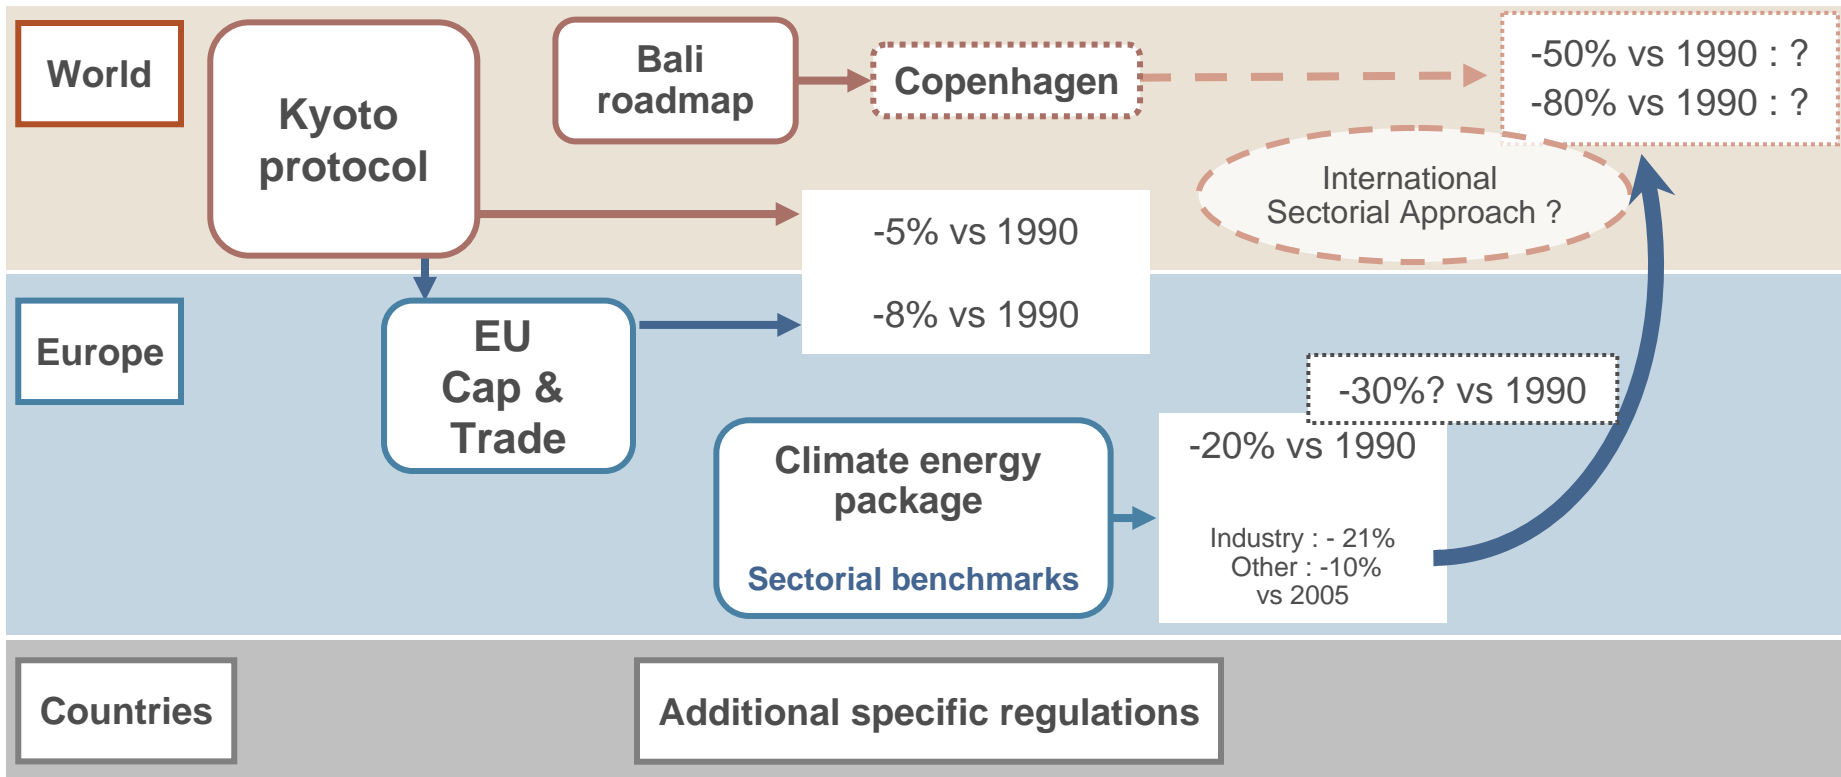 World
Kyoto
protocol
Bali
roadmap
Copenhagen
-50% vs 1990 : ?
-80% vs 1990 : ?
International
Sectorial Approach ?
-5% vs 1990
-8% vs 1990
Europe
EU
Cap &
Trade
-30%? vs 1990
-20% vs 1990
Industry : - 21%
Other : -10%
vs 2005
Climate energy
package
Sectorial benchmarks
Countries
Additional specific regulations